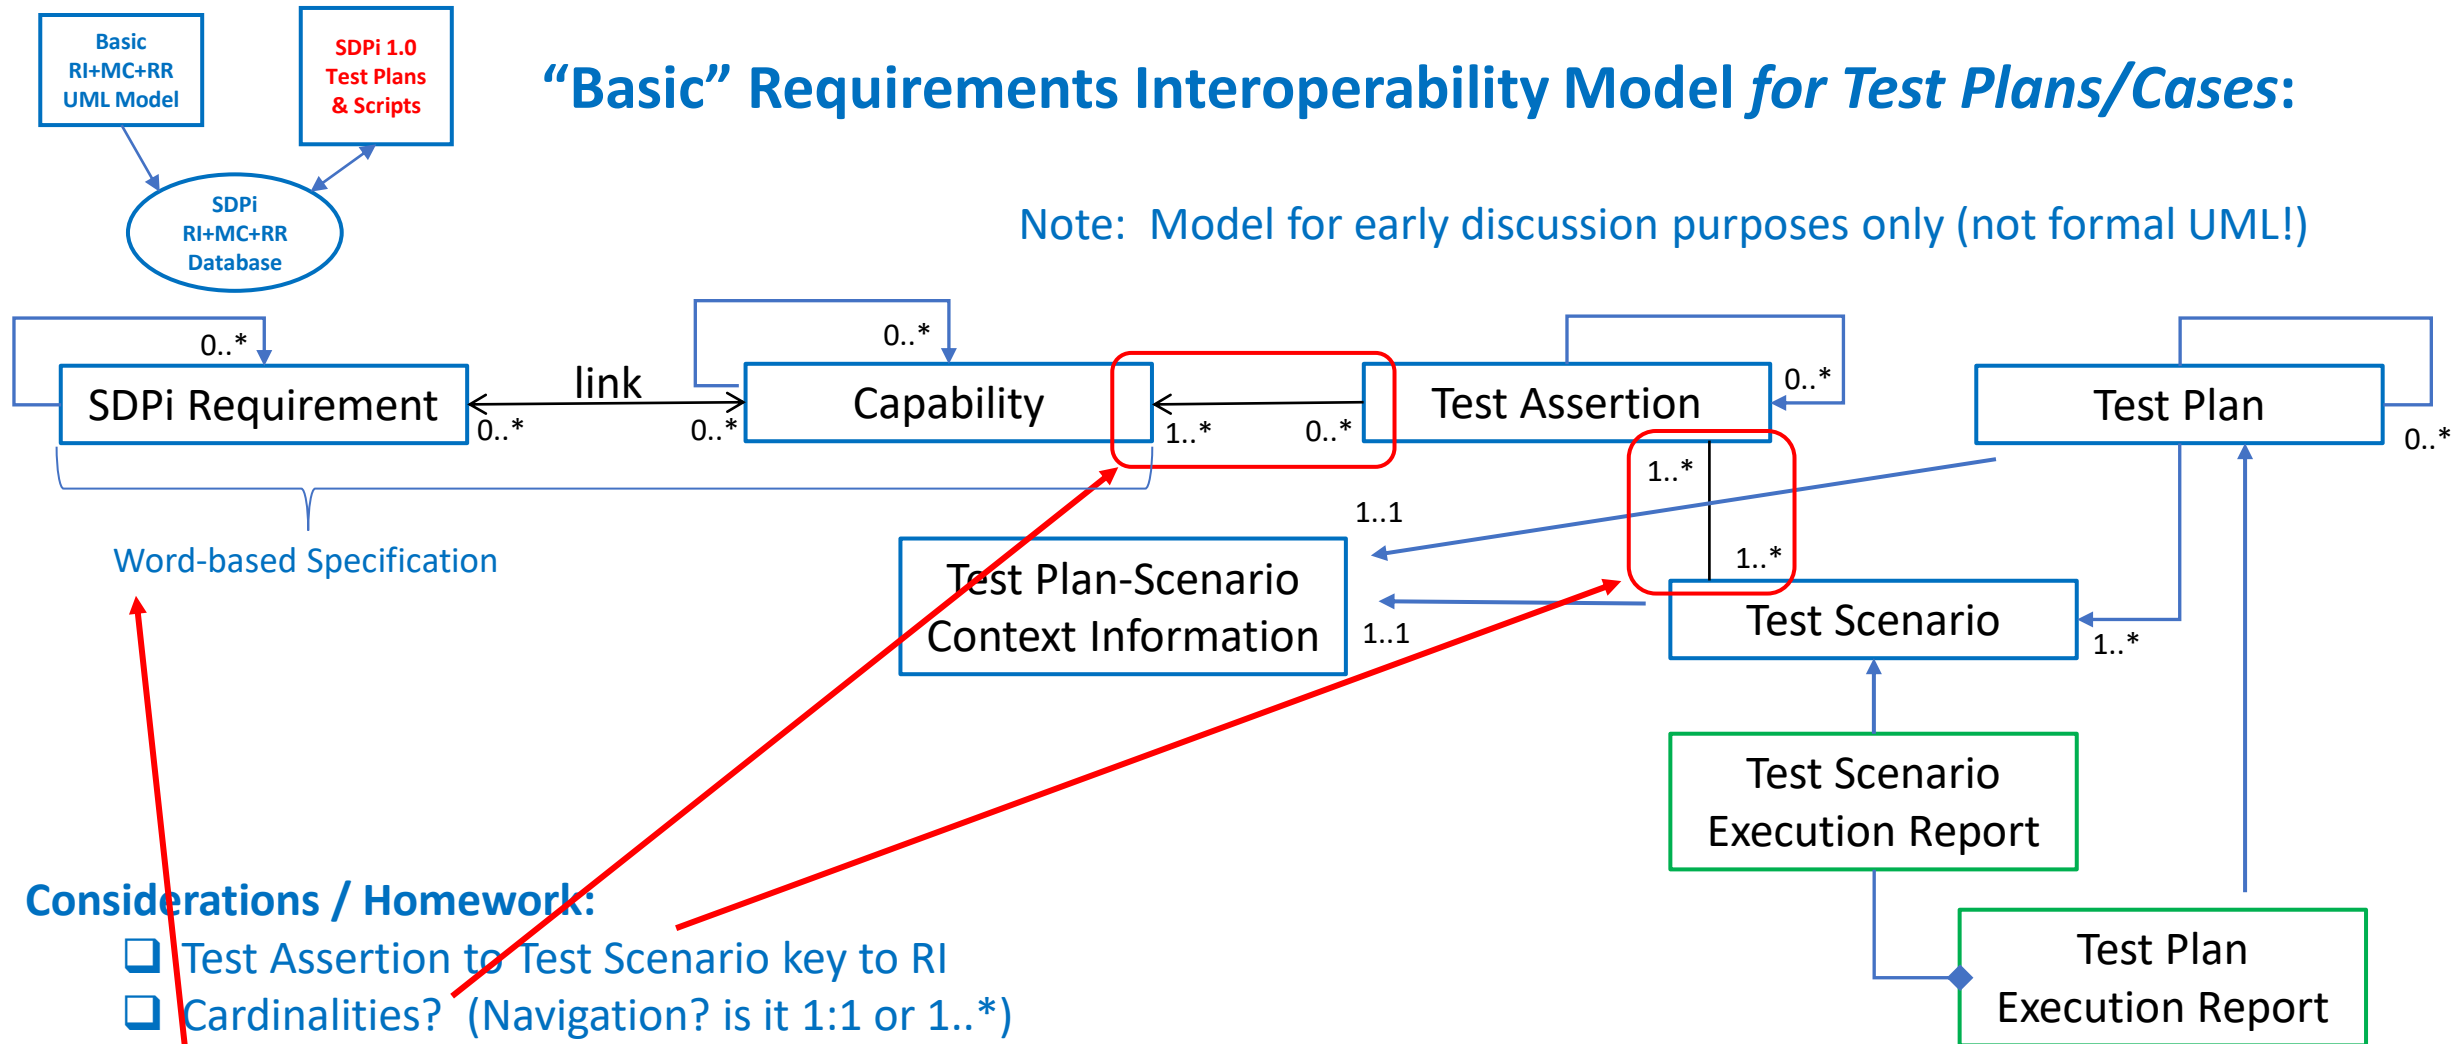 Basic
RI+MC+RR
UML Model
SDPi 1.0
Test Plans
& Scripts
SDPi
RI+MC+RR
Database
“Basic” Requirements Interoperability Model for Test Plans/Cases:
Note: Model for early discussion purposes only (not formal UML!)
0..*
SDPi Requirement
0..*
link
0..*
0..*
Capability
1..*
0..*
Test Assertion
0..*
Test Plan
0..*
Word-based Specification
1..*
1..*
1..1
Test Plan-Scenario
Context Information
1..1
Test Scenario
1..*
Test Scenario
Execution Report
Test Plan
Execution Report
Considerations / Homework:
❑ Test Assertion to Test Scenario key to RI
❑ Cardinalities? (Navigation? is it 1:1 or 1..*)